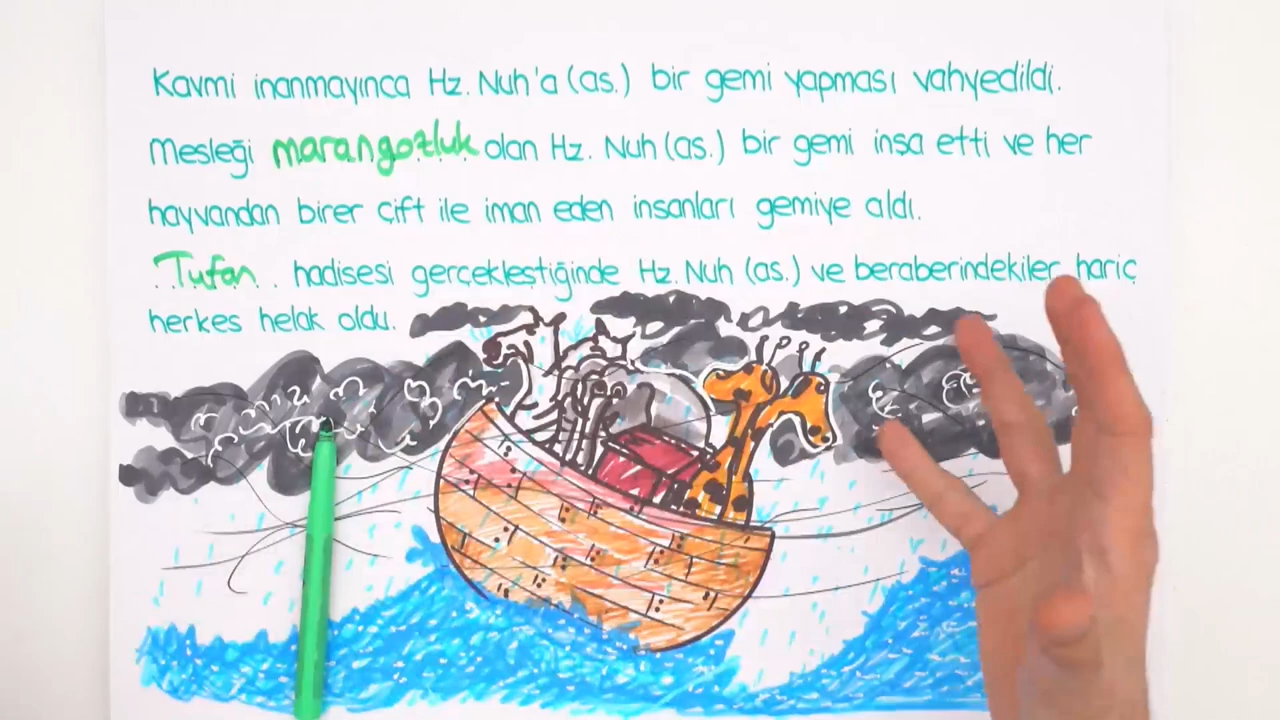 Kavmi inanmayınca Hz. Nuh'a (as.) bir gemi yapması vahyedildi.
Mesleği marangozluk olan Hz. Nuh (as.) bir gemi inşa etti ve her
hayvandan birer çift ile iman eden insanları gemiye aldı.
Tufan hadisesi gerçekleştiğinde Hz. Nuh (as.) ve beraberindekiler hariç
herkes helak oldu.